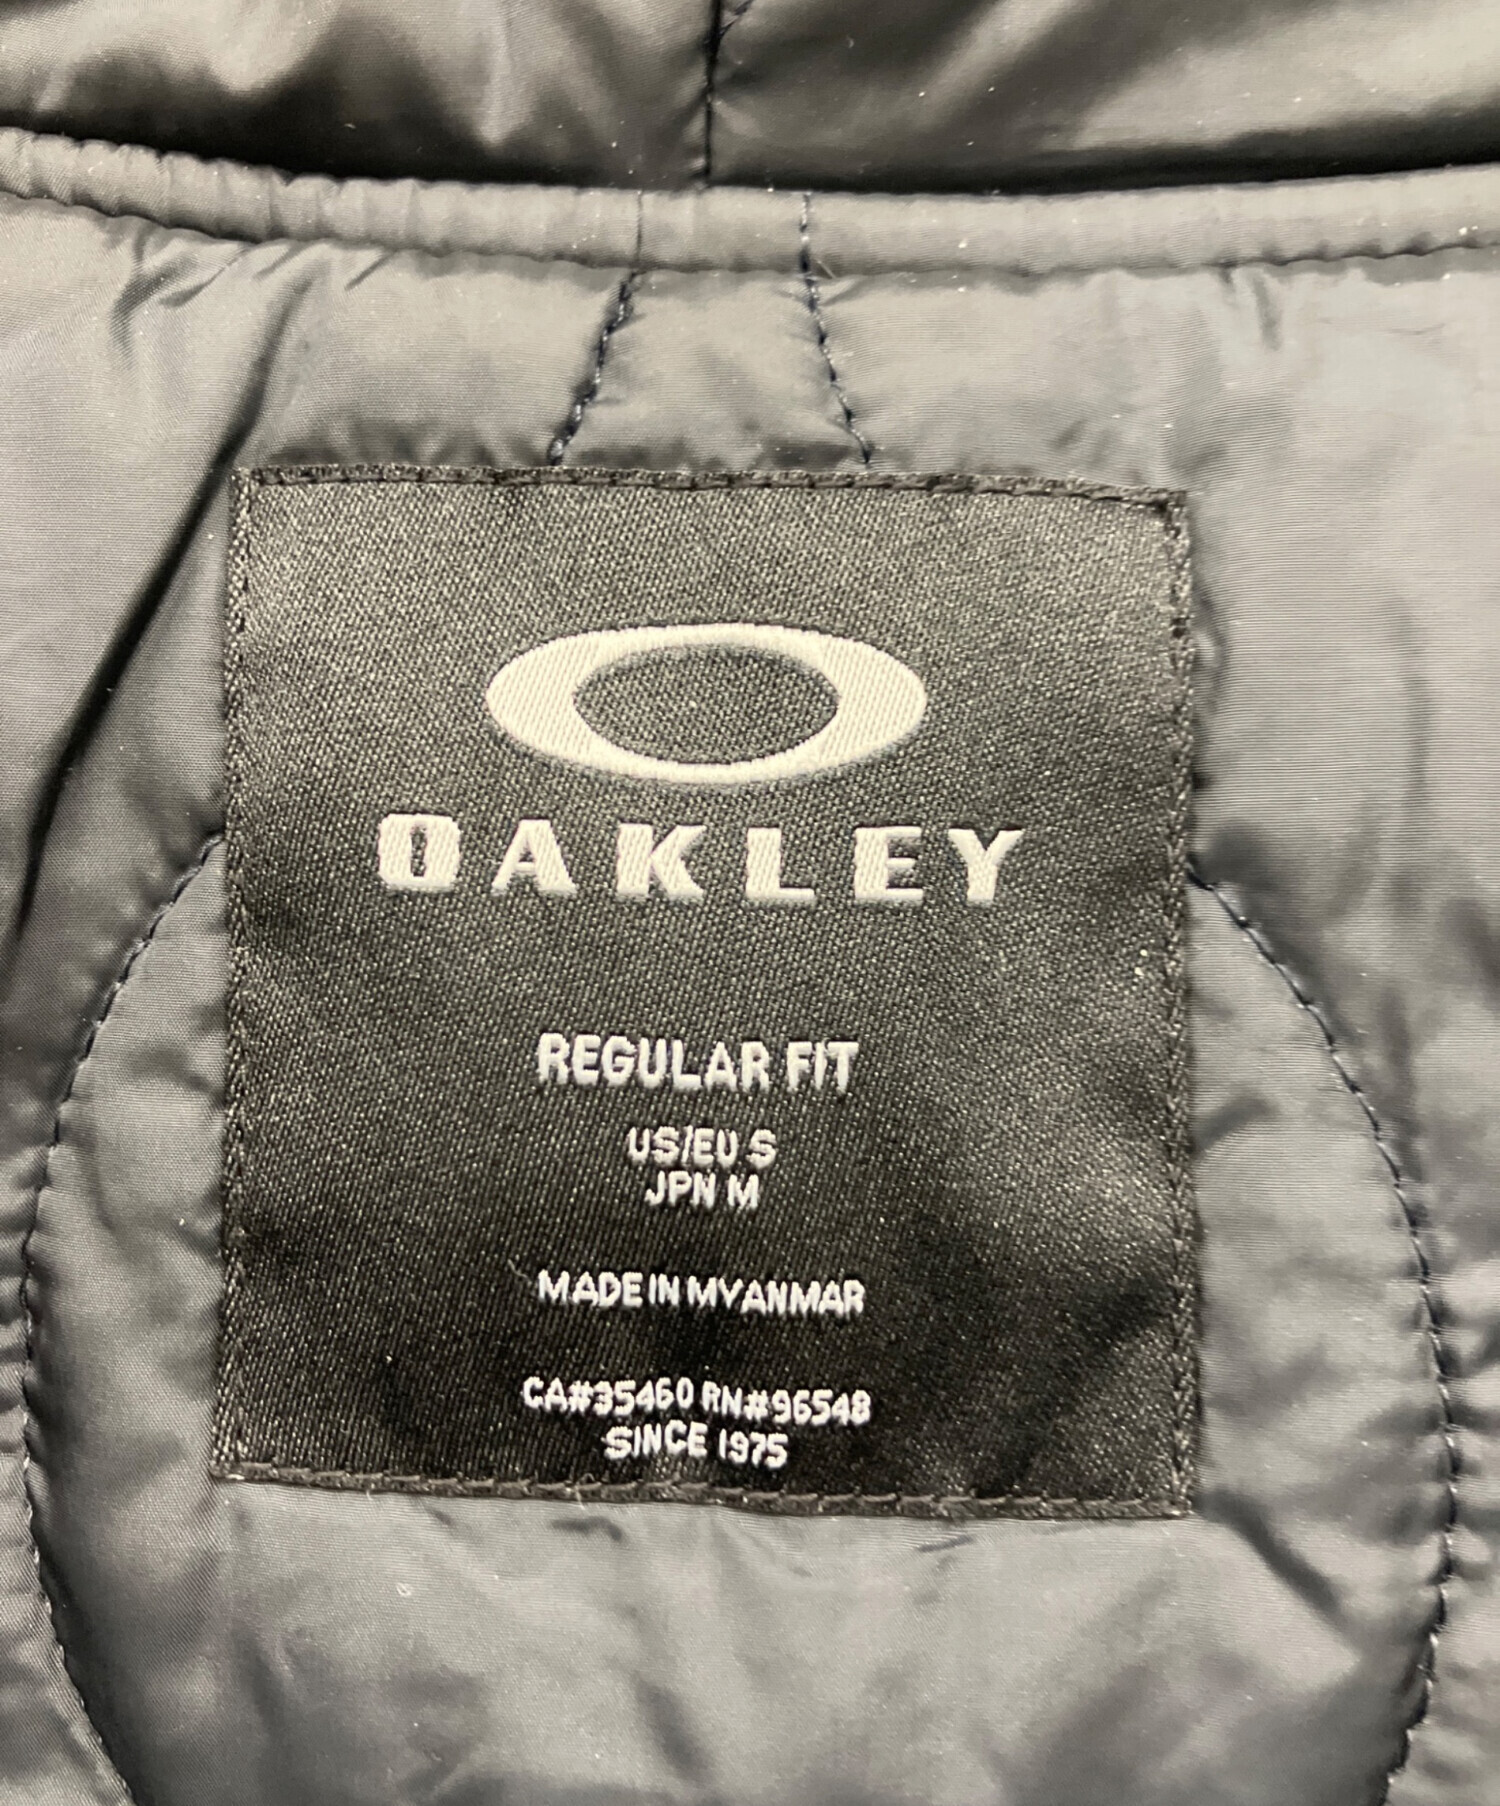 OAKLEY
REGULAR FIT
US/EU S
JPN M
MADE IN MYANMAR
CA#35460 RN#96548
SINCE 1975